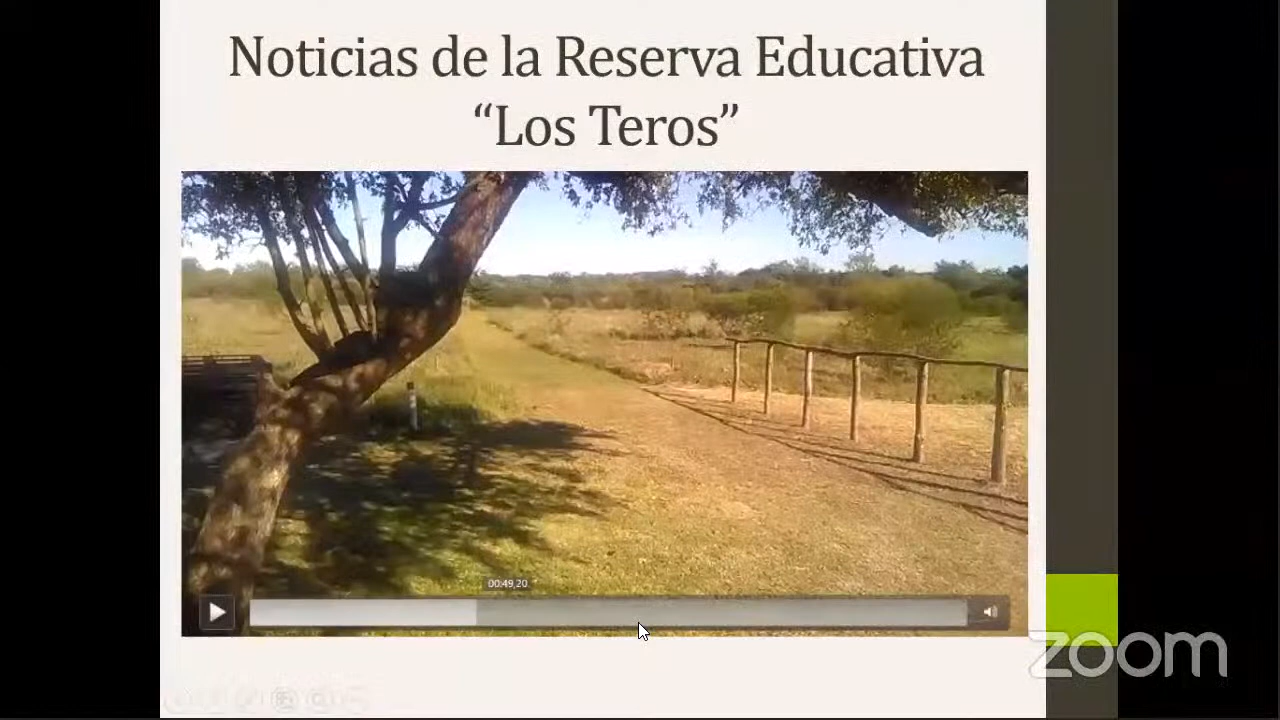 Noticias de la Reserva Educativa
“Los Teros”
00:49,20
zoom